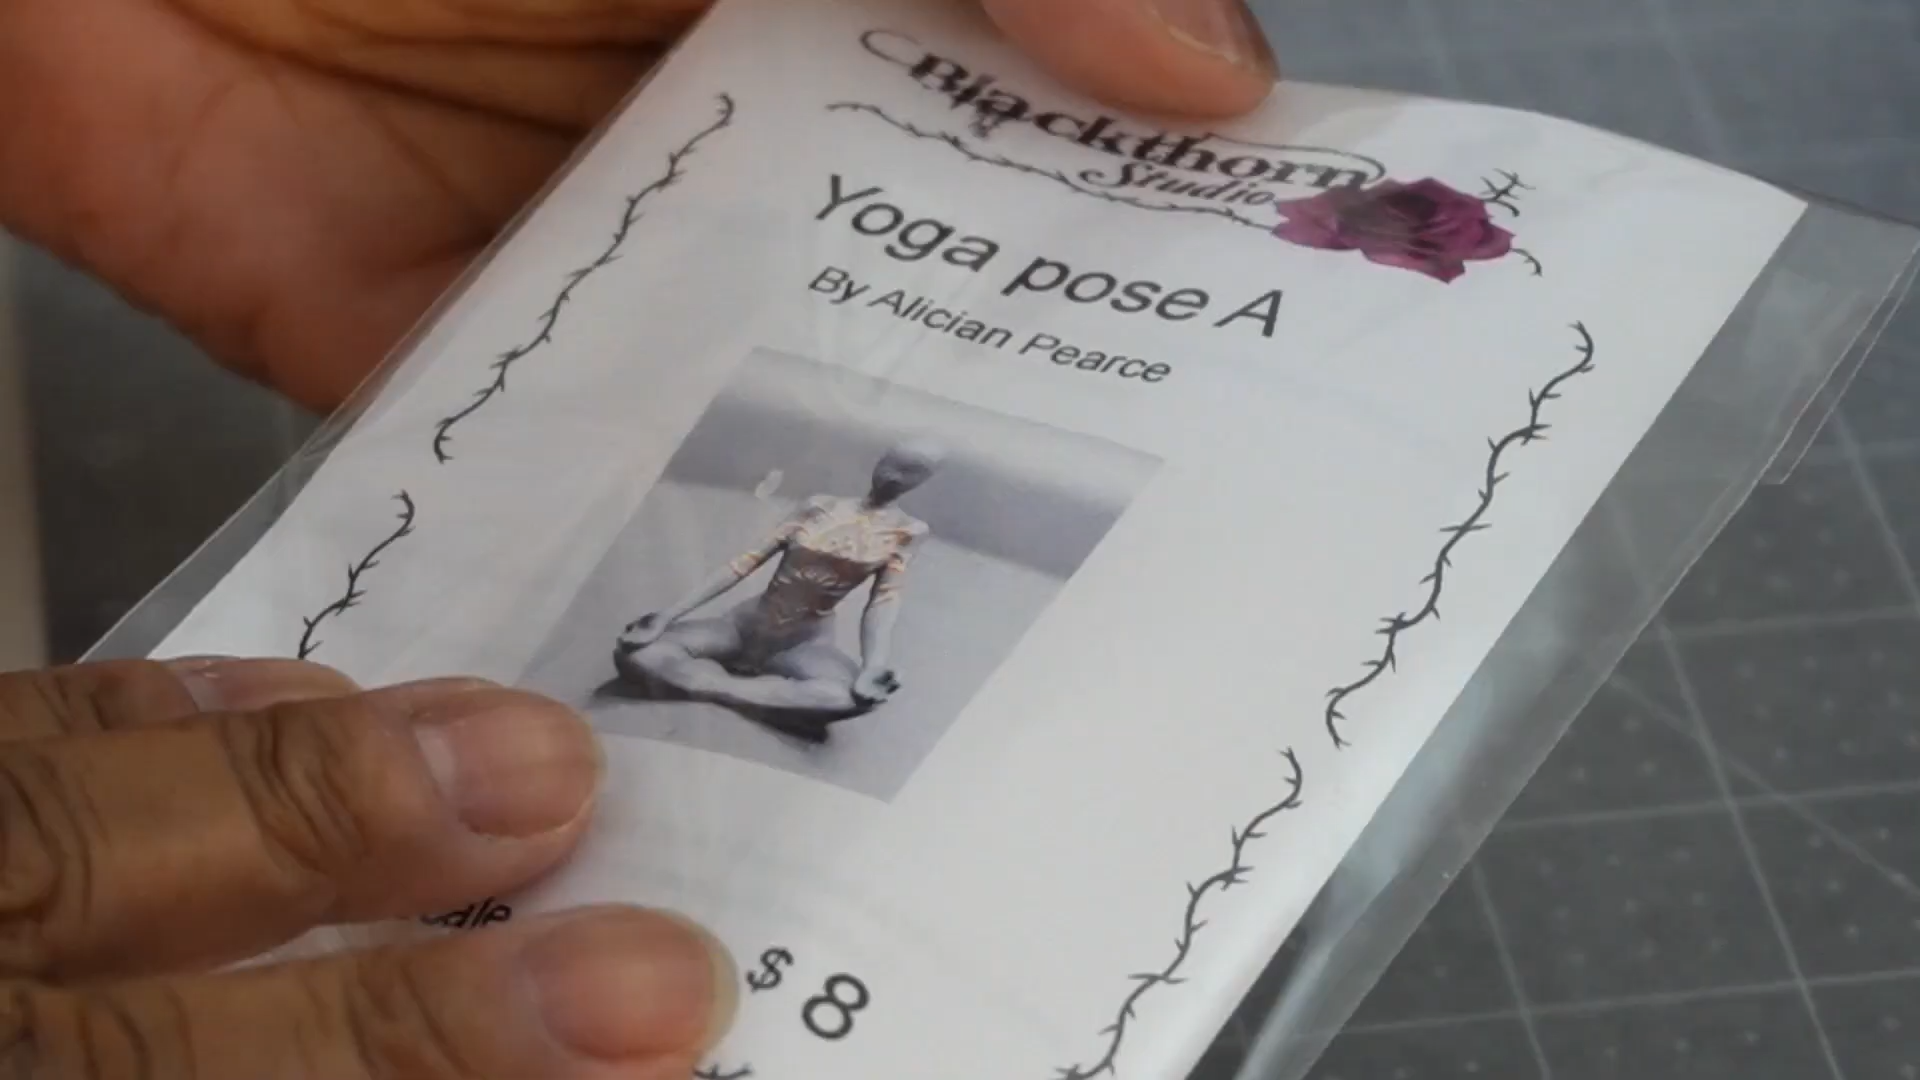 Blackthorn
Studio
Yoga pose A
By Alician Pearce
$8